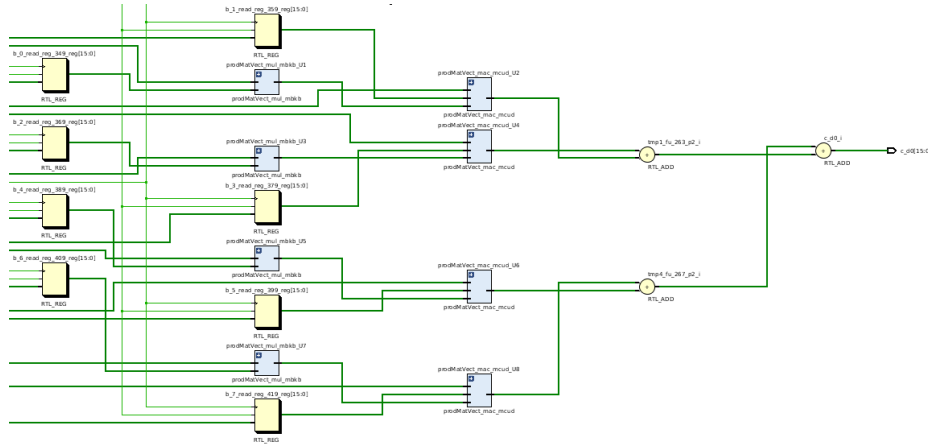 b_1_read_reg_359_reg[15:0]
RTL_REG
b_0_read_reg_349_reg[15:0]
RTL_REG
prodMatVect_mul_mbkb_U1
prodMatVect_mul_mbkb
prodMatVect_mac_mcud_U2
prodMatVect_mac_mcud
b_2_read_reg_369_reg[15:0]
RTL_REG
prodMatVect_mul_mbkb_U3
prodMatVect_mul_mbkb
prodMatVect_mac_mcud_U4
prodMatVect_mac_mcud
tmp1_fu_263_p2_i
RTL_ADD
c_d0_i
RTL_ADD
c_d0[15:0
b_4_read_reg_389_reg[15:0]
RTL_REG
b_3_read_reg_379_reg[15:0]
RTL_REG
prodMatVect_mul_mbkb_U5
prodMatVect_mul_mbkb
b_6_read_reg_409_reg[15:0]
RTL_REG
prodMatVect_mac_mcud_U6
prodMatVect_mac_mcud
tmp4_fu_267_p2_i
RTL_ADD
b_5_read_reg_399_reg[15:0]
RTL_REG
prodMatVect_mul_mbkb_U7
prodMatVect_mul_mbkb
prodMatVect_mac_mcud_U8
prodMatVect_mac_mcud
b_7_read_reg_419_reg[15:0]
RTL_REG